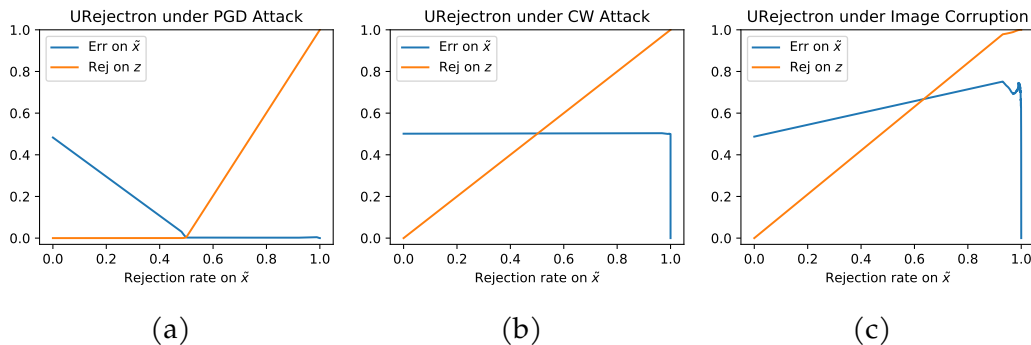 URejectron under PGD Attack
1.0
0.8
0.6
0.4
0.2
0.0
Err on x̃
Rej on z
0.0 0.2 0.4 0.6 0.8 1.0
Rejection rate on x̃
(a)
URejectron under CW Attack
1.0
0.8
0.6
0.4
0.2
0.0
Err on x̃
Rej on z
0.0 0.2 0.4 0.6 0.8 1.0
Rejection rate on x̃
(b)
URejectron under Image Corruption
1.0
0.8
0.6
0.4
0.2
0.0
Err on x̃
Rej on z
0.0 0.2 0.4 0.6 0.8 1.0
Rejection rate on x̃
(c)